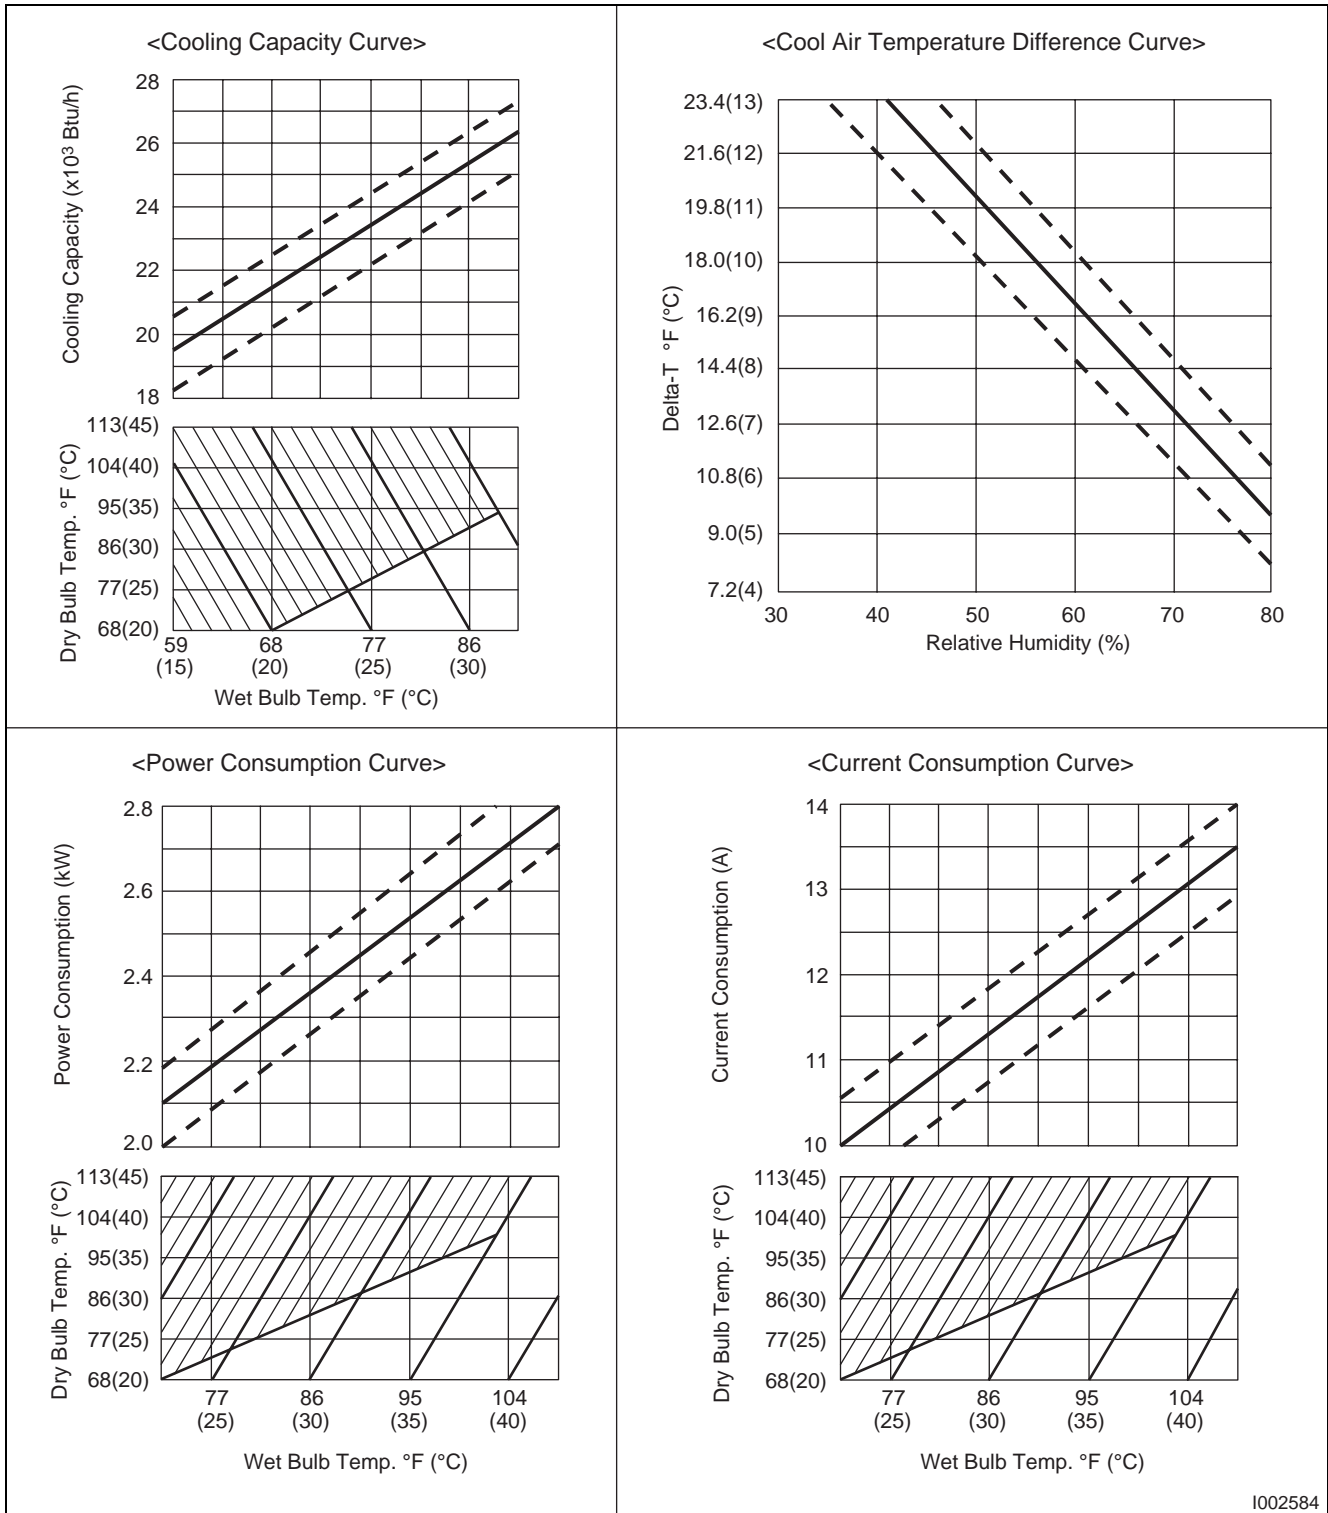 <Cooling Capacity Curve>
Cooling Capacity (x10³ Btu/h)
28
26
24
22
20
18
Dry Bulb Temp. °F (°C)
113(45)
104(40)
95(35)
86(30)
77(25)
68(20)
59 68 77 86
(15) (20) (25) (30)
Wet Bulb Temp. °F (°C)
<Cool Air Temperature Difference Curve>
Delta-T °F (°C)
23.4(13)
21.6(12)
19.8(11)
18.0(10)
16.2(9)
14.4(8)
12.6(7)
10.8(6)
9.0(5)
7.2(4)
30 40 50 60 70 80
Relative Humidity (%)
<Power Consumption Curve>
Power Consumption (kW)
2.8
2.6
2.4
2.2
2.0
Dry Bulb Temp. °F (°C)
113(45)
104(40)
95(35)
86(30)
77(25)
68(20)
77 86 95 104
(25) (30) (35) (40)
Wet Bulb Temp. °F (°C)
<Current Consumption Curve>
Current Consumption (A)
14
13
12
11
10
Dry Bulb Temp. °F (°C)
113(45)
104(40)
95(35)
86(30)
77(25)
68(20)
77 86 95 104
(25) (30) (35) (40)
Wet Bulb Temp. °F (°C)
I002584